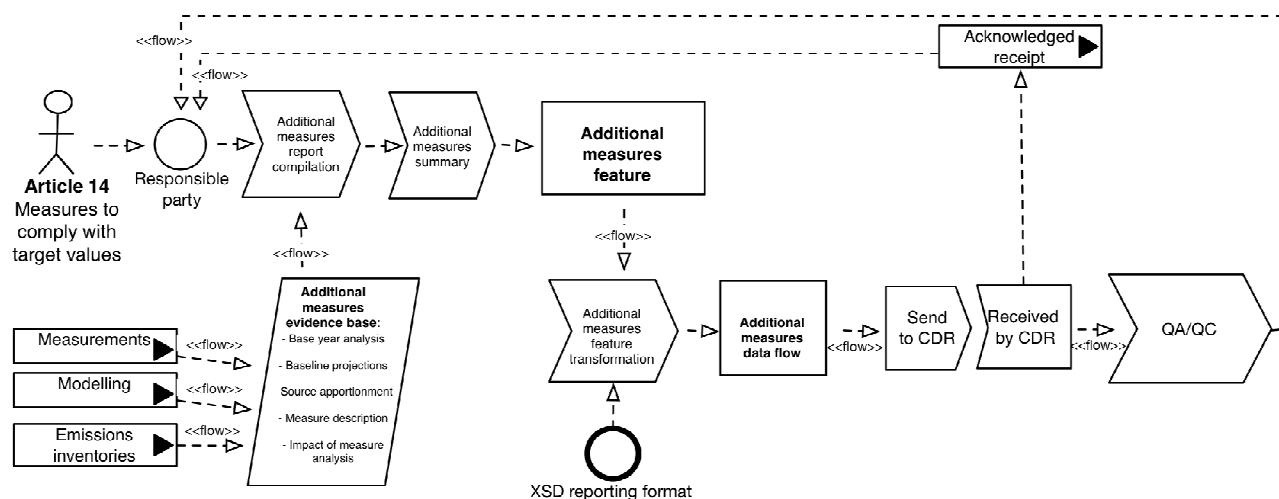 <<flow>>
Acknowledged
receipt
<<flow>>
Additional
measures
report
compilation
Additional
measures
summary
Additional
measures
feature
Responsible
party
Article 14
Measures to
comply with
target values
<<flow>>
<<flow>>
Additional
measures
evidence base:
- Base year analysis
- Baseline projections
Source apportionment
- Measure description
- Impact of measure
analysis
Measurements
<<flow>>
Modelling
<<flow>>
Emissions
inventories
<<flow>>
Additional
measures
feature
transformation
Additional
measures
data flow
<<flow>>
Send
to CDR
Received
by CDR
<<flow>>
QA/QC
XSD reporting format